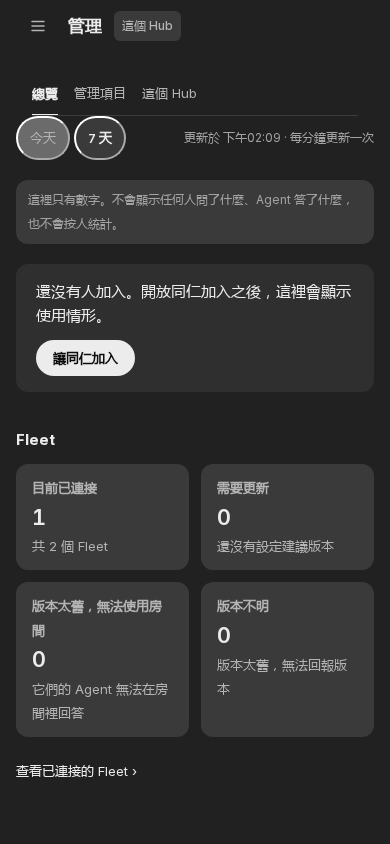 管理 這個 Hub
總覽 管理項目 這個 Hub
今天 7 天 更新於 下午02:09 · 每分鐘更新一次
這裡只有數字。不會顯示任何人問了什麼、Agent 答了什麼，
也不會按人統計。
還沒有人加入。開放同仁加入之後，這裡會顯示
使用情形。
讓同仁加入
Fleet
目前已連接
1
共 2 個 Fleet
需要更新
0
還沒有設定建議版本
版本太舊，無法使用房
間
0
它們的 Agent 無法在房
間裡回答
版本不明
0
版本太舊，無法回報版
本
查看已連接的 Fleet ›